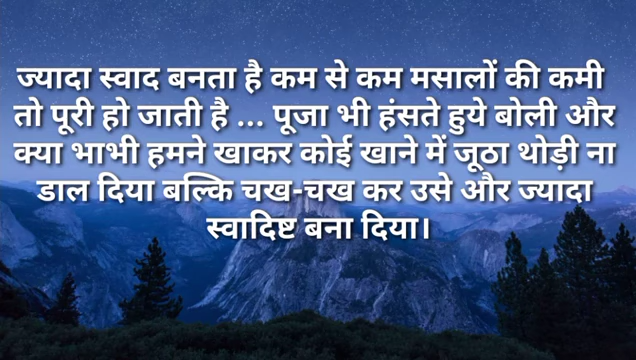 ज्यादा स्वाद बनता है कम से कम मसालों की कमी
तो पूरी हो जाती है ... पूजा भी हंसते हुये बोली और
क्या भाभी हमने खाकर कोई खाने में जूठा थोड़ी ना
डाल दिया बल्कि चख-चख कर उसे और ज्यादा
स्वादिष्ट बना दिया।